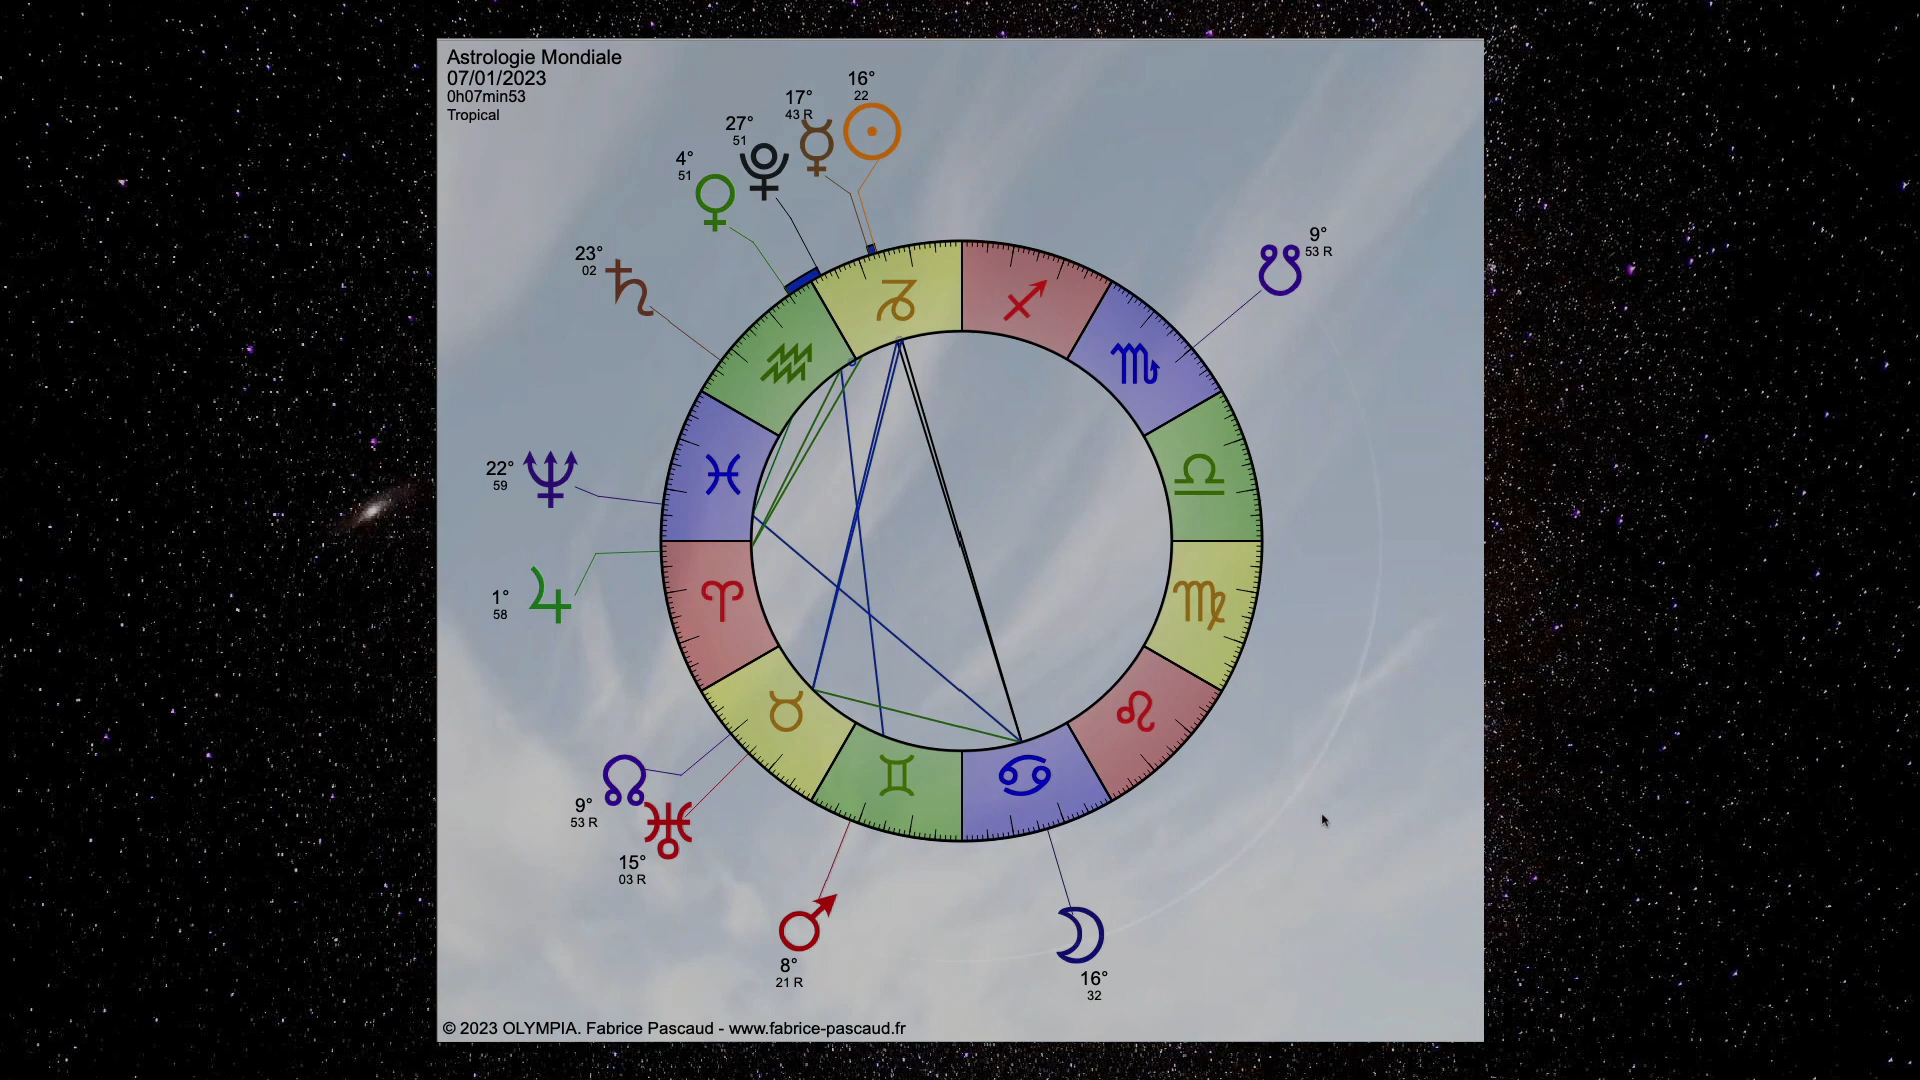 Astrologie Mondiale
07/01/2023
0h07min53
Tropical
16°
22
17°
43 R
27°
51
4°
51
23°
02
9°
53 R
22°
59
1°
58
9°
53 R
15°
03 R
8°
21 R
16°
32
© 2023 OLYMPIA. Fabrice Pascaud - www.fabrice-pascaud.fr